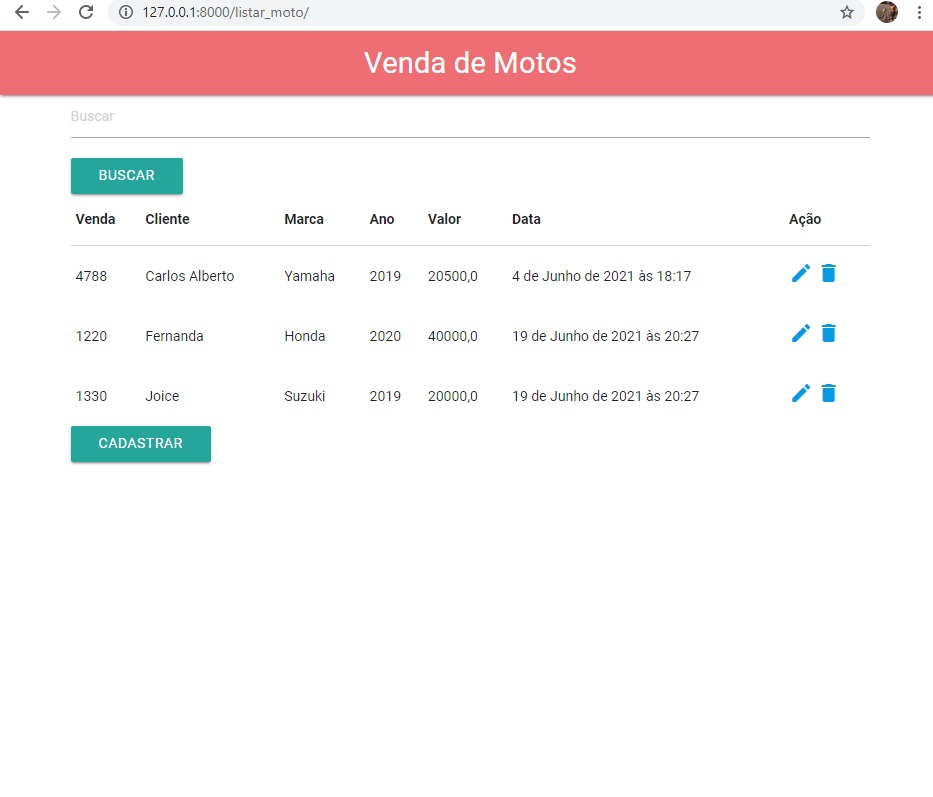 127.0.0.1:8000/listar_moto/
Venda de Motos
Buscar
BUSCAR
Venda Cliente Marca Ano Valor Data Ação
4788 Carlos Alberto Yamaha 2019 20500,0 4 de Junho de 2021 às 18:17
1220 Fernanda Honda 2020 40000,0 19 de Junho de 2021 às 20:27
1330 Joice Suzuki 2019 20000,0 19 de Junho de 2021 às 20:27
CADASTRAR